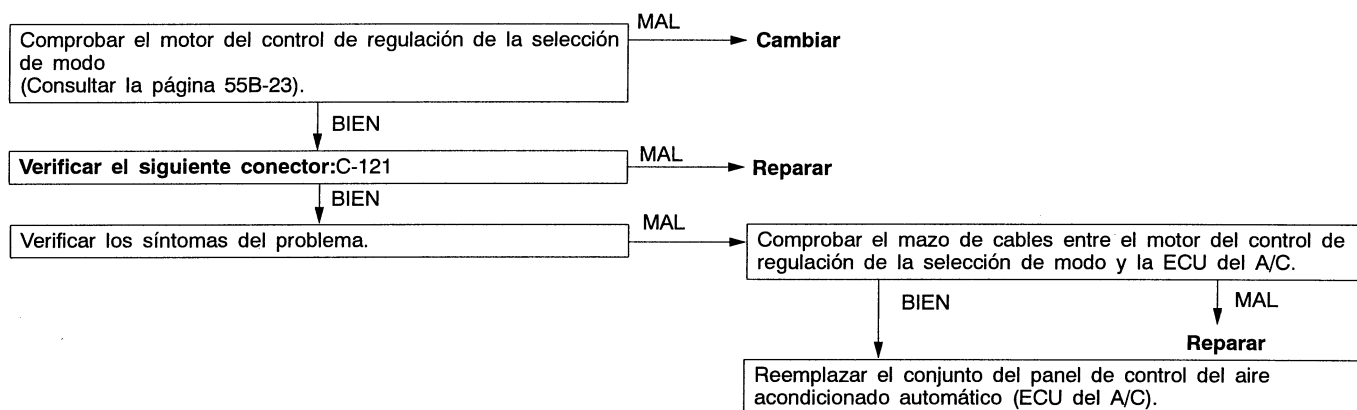 Comprobar el motor del control de regulación de la selección
de modo
(Consultar la página 55B-23).
MAL
Cambiar
BIEN
Verificar el siguiente conector:C-121
MAL
Reparar
BIEN
Verificar los síntomas del problema.
MAL
Comprobar el mazo de cables entre el motor del control de
regulación de la selección de modo y la ECU del A/C.
BIEN
MAL
Reparar
Reemplazar el conjunto del panel de control del aire
acondicionado automático (ECU del A/C).